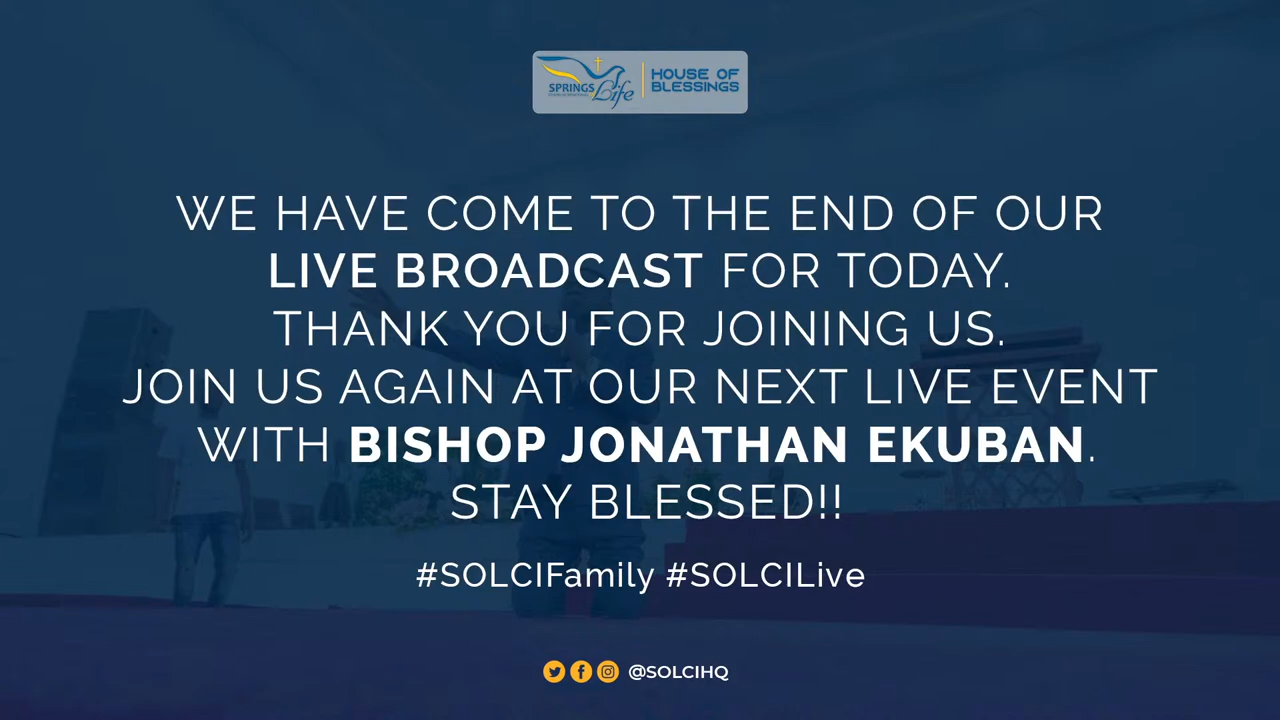 SPRINGS
Life
HOUSE OF
BLESSINGS
WE HAVE COME TO THE END OF OUR
LIVE BROADCAST FOR TODAY.
THANK YOU FOR JOINING US.
JOIN US AGAIN AT OUR NEXT LIVE EVENT
WITH BISHOP JONATHAN EKUBAN.
STAY BLESSED!!
#SOLCIFamily #SOLCILive
@SOLCIHQ